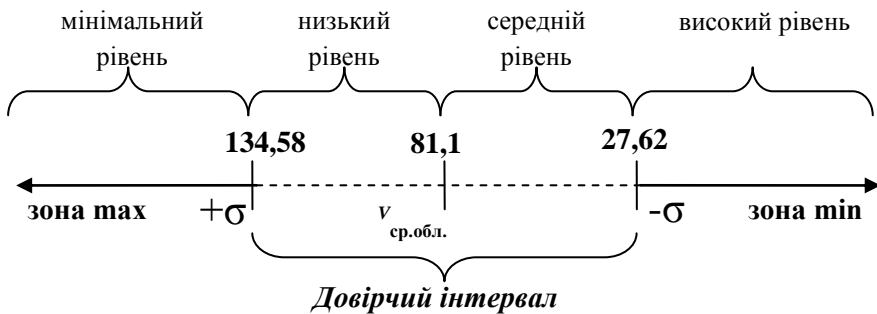 мінімальний рівень
низький рівень
середній рівень
високий рівень
134,58
81,1
27,62
зона max
+σ
v ср.обл.
-σ
зона min
Довірчий інтервал